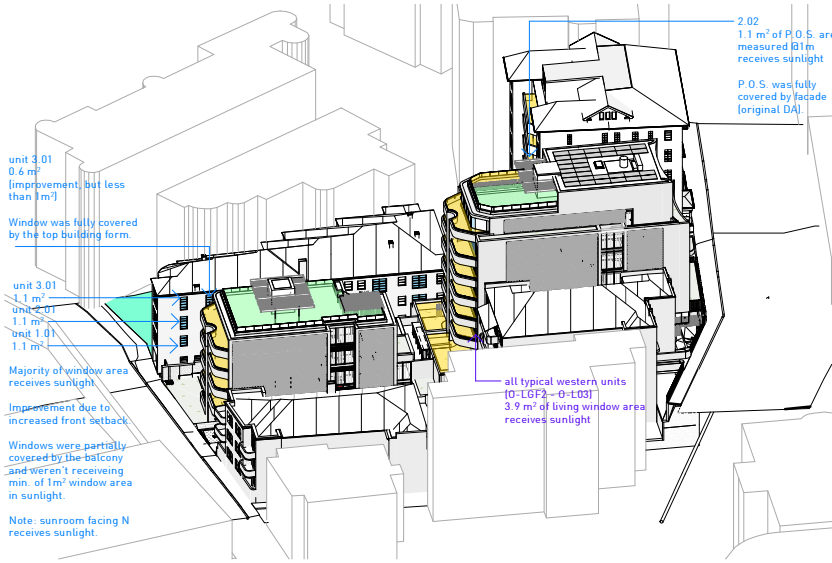 2.02
1.1 m² of P.O.S. are
measured @1m
receives sunlight
P.O.S. was fully
covered by facade
(original DA).
unit 3.01
0.6 m²
(improvement, but less
than 1m²)
Window was fully covered
by the top building form.
unit 3.01
1.1 m²
unit 2.01
1.1 m²
unit 1.01
1.1 m²
Majority of window area
receives sunlight
Improvement due to
increased front setback.
Windows were partially
covered by the balcony
and weren't receiveing
min. of 1m² window area
in sunlight.
Note: sunroom facing N
receives sunlight.
all typical western units
(O-LGF2 - O-L03)
3.9 m² of living window area
receives sunlight